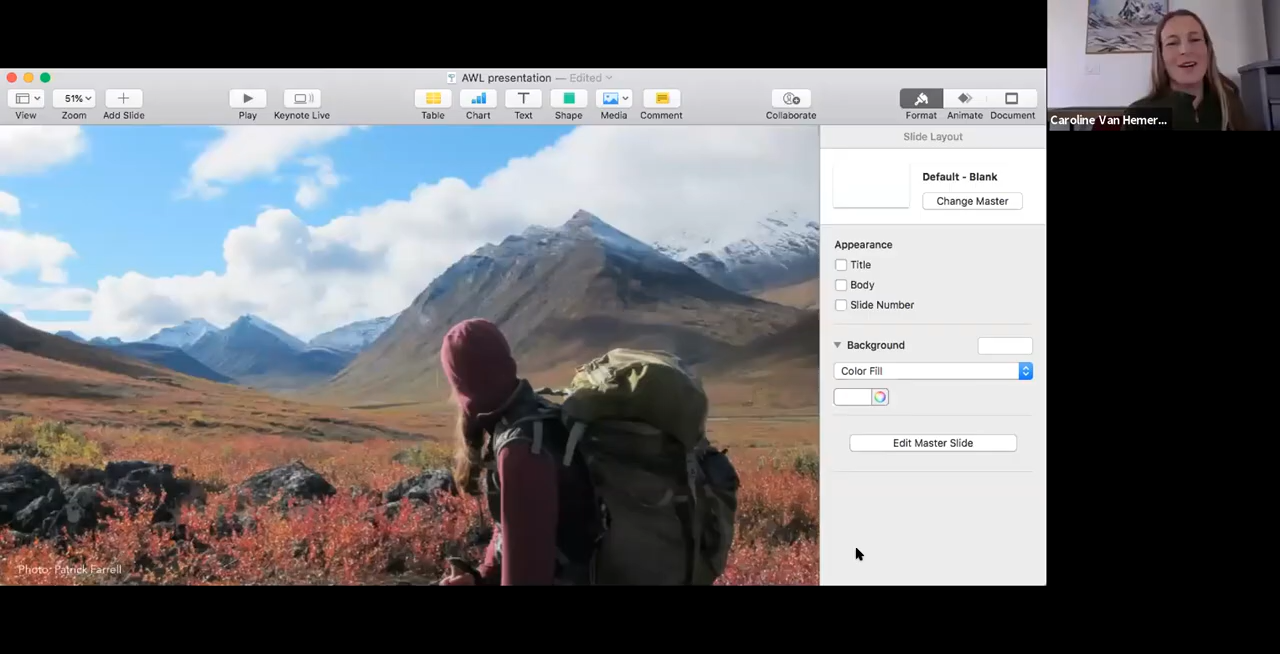 AWL presentation — Edited
View
51%
Zoom
Add Slide
Play
Keynote Live
Table
Chart
Text
Shape
Media
Comment
Collaborate
Format
Animate
Document
Caroline Van Hemer...
Slide Layout
Default - Blank
Change Master
Appearance
Title
Body
Slide Number
Background
Color Fill
Edit Master Slide
Photo: Patrick Farrell